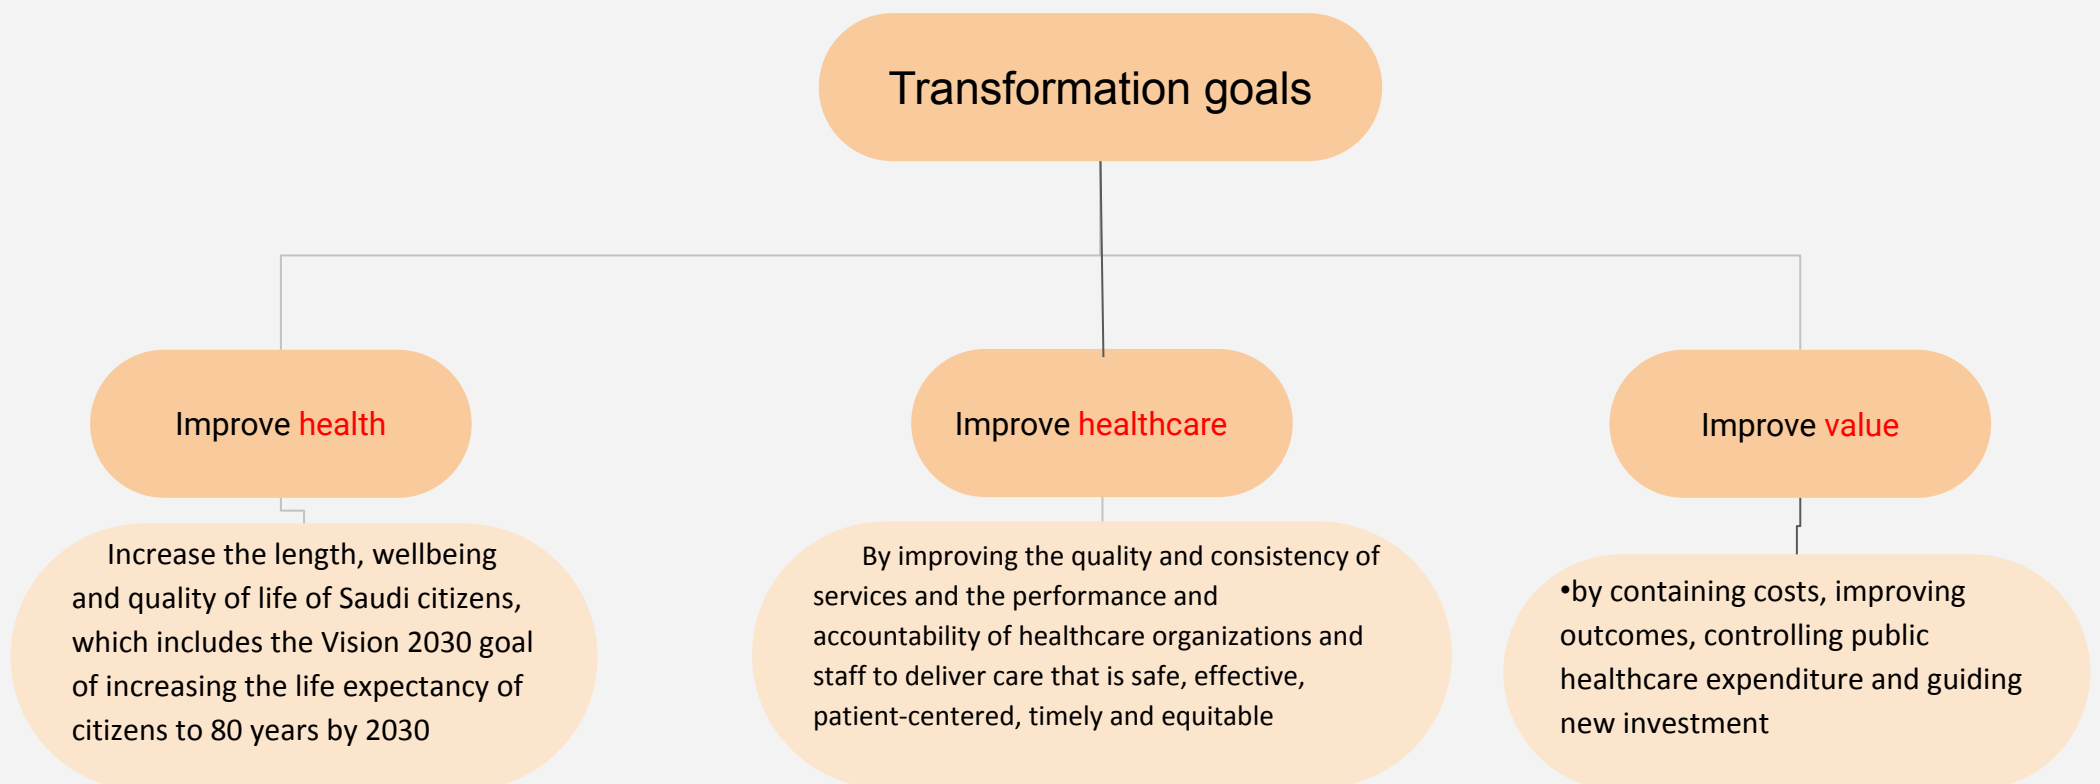 Transformation goals
Improve health
Improve healthcare
Improve value
Increase the length, wellbeing
and quality of life of Saudi citizens,
which includes the Vision 2030 goal
of increasing the life expectancy of
citizens to 80 years by 2030
By improving the quality and consistency of
services and the performance and
accountability of healthcare organizations and
staff to deliver care that is safe, effective,
patient-centered, timely and equitable
•by containing costs, improving
outcomes, controlling public
healthcare expenditure and guiding
new investment